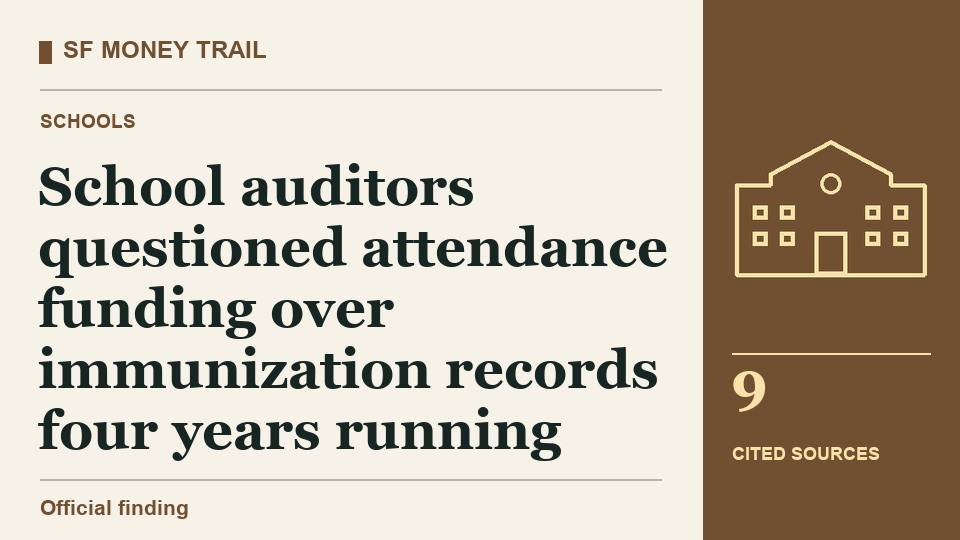 SF MONEY TRAIL
SCHOOLS
School auditors
questioned attendance
funding over
immunization records
four years running
Official finding
9
CITED SOURCES